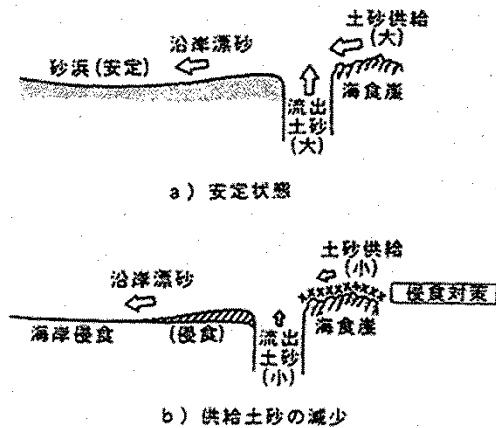 土砂供給
(大)
沿岸漂砂
砂浜(安定)
海食崖
流出
土砂
(大)
a) 安定状態
土砂供給
(小)
沿岸漂砂
侵食対策
海岸侵食
(侵食)
海食崖
流出
土砂
(小)
b) 供給土砂の減少